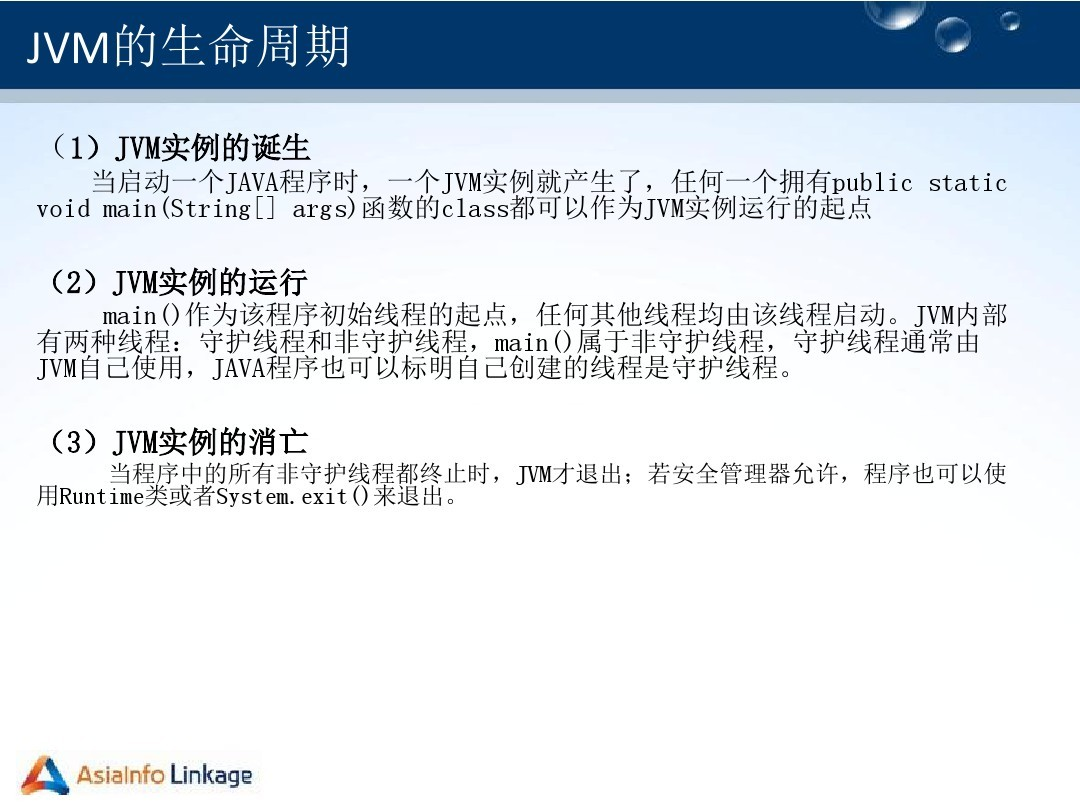 JVM的生命周期
（1）JVM实例的诞生
当启动一个JAVA程序时，一个JVM实例就产生了，任何一个拥有public static
void main(String[] args)函数的class都可以作为JVM实例运行的起点
（2）JVM实例的运行
main()作为该程序初始线程的起点，任何其他线程均由该线程启动。JVM内部
有两种线程：守护线程和非守护线程，main()属于非守护线程，守护线程通常由
JVM自己使用，JAVA程序也可以标明自己创建的线程是守护线程。
（3）JVM实例的消亡
当程序中的所有非守护线程都终止时，JVM才退出；若安全管理器允许，程序也可以使
用Runtime类或者System.exit()来退出。
AsiaInfo Linkage